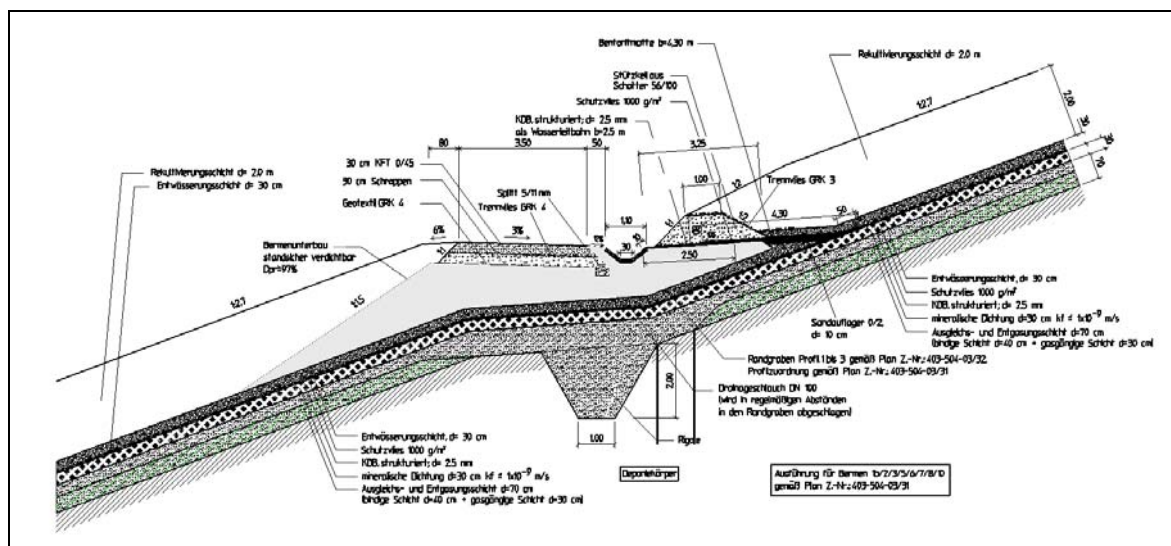 Bentonitmatte b=4,30 m
Rekultivierungsschicht d= 2.0 m
Stützkeil aus
Schotter 56/100
Schutzvlies 1000 g/m²
KDB, strukturiert; d= 2.5 mm
als Wasserleitbahn b=2.5 m
1:2.7
2,00
30
30
70
80
3.50
50
3,25
30 cm KFT 0/45
90 cm Schroppen
Geotextil GRK 4
Splitt 5/11 mm
Trennvlies GRK 4
1,00
1:2
Trennvlies GRK 3
Rekultivierungsschicht d= 2.0 m
Entwässerungsschicht d= 30 cm
1,10
4,30
50
6%
3%
30
2.50
Bermenunterbau
standsicher verdichtbar
Dpr=97%
1:2.7
1:1.5
Sandauflager 0/2,
d= 10 cm
Entwässerungsschicht, d= 30 cm
Schutzvlies 1000 g/m²
KDB, strukturiert; d= 2.5 mm
mineralische Dichtung d=30 cm kf ≤ 1x10⁻⁹ m/s
Ausgleichs- und Entgasungsschicht d=70 cm
(bindige Schicht d=40 cm + gasgängige Schicht d=30 cm)
Randgraben Profil 1 bis 3 gemäß Plan Z.-Nr.: 403-504-03/32,
Profilzuordnung gemäß Plan Z.-Nr.: 403-504-03/31
Drainageschlauch DN 100
(wird in regelmäßigen Abständen
in den Randgraben abgeschlagen)
2,00
1.00
Rigole
Entwässerungsschicht, d= 30 cm
Schutzvlies 1000 g/m²
KDB, strukturiert; d= 2.5 mm
mineralische Dichtung d=30 cm kf ≤ 1x10⁻⁹ m/s
Ausgleichs- und Entgasungsschicht d=70 cm
(bindige Schicht d=40 cm + gasgängige Schicht d=30 cm)
Deponiekörper
Ausführung für Bermen 1b/2/3/5/6/7/8/10
gemäß Plan Z.-Nr.: 403-504-03/31